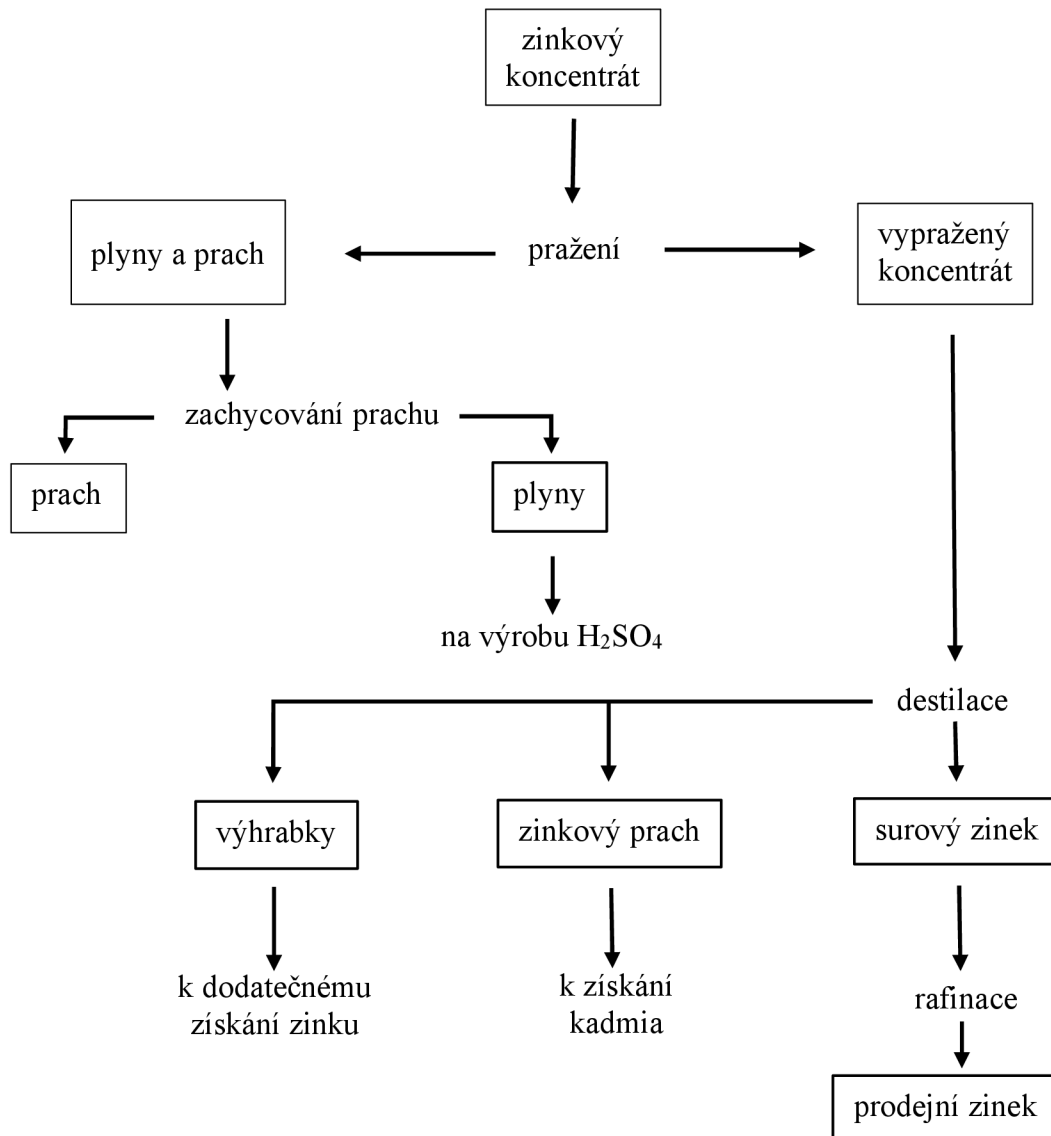 zinkový
koncentrát
plyny a prach
pražení
vypražený
koncentrát
zachycování prachu
prach
plyny
na výrobu H₂SO₄
destilace
výhrabky
zinkový prach
surový zinek
k dodatečnému
získání zinku
k získání
kadmia
rafinace
prodejní zinek